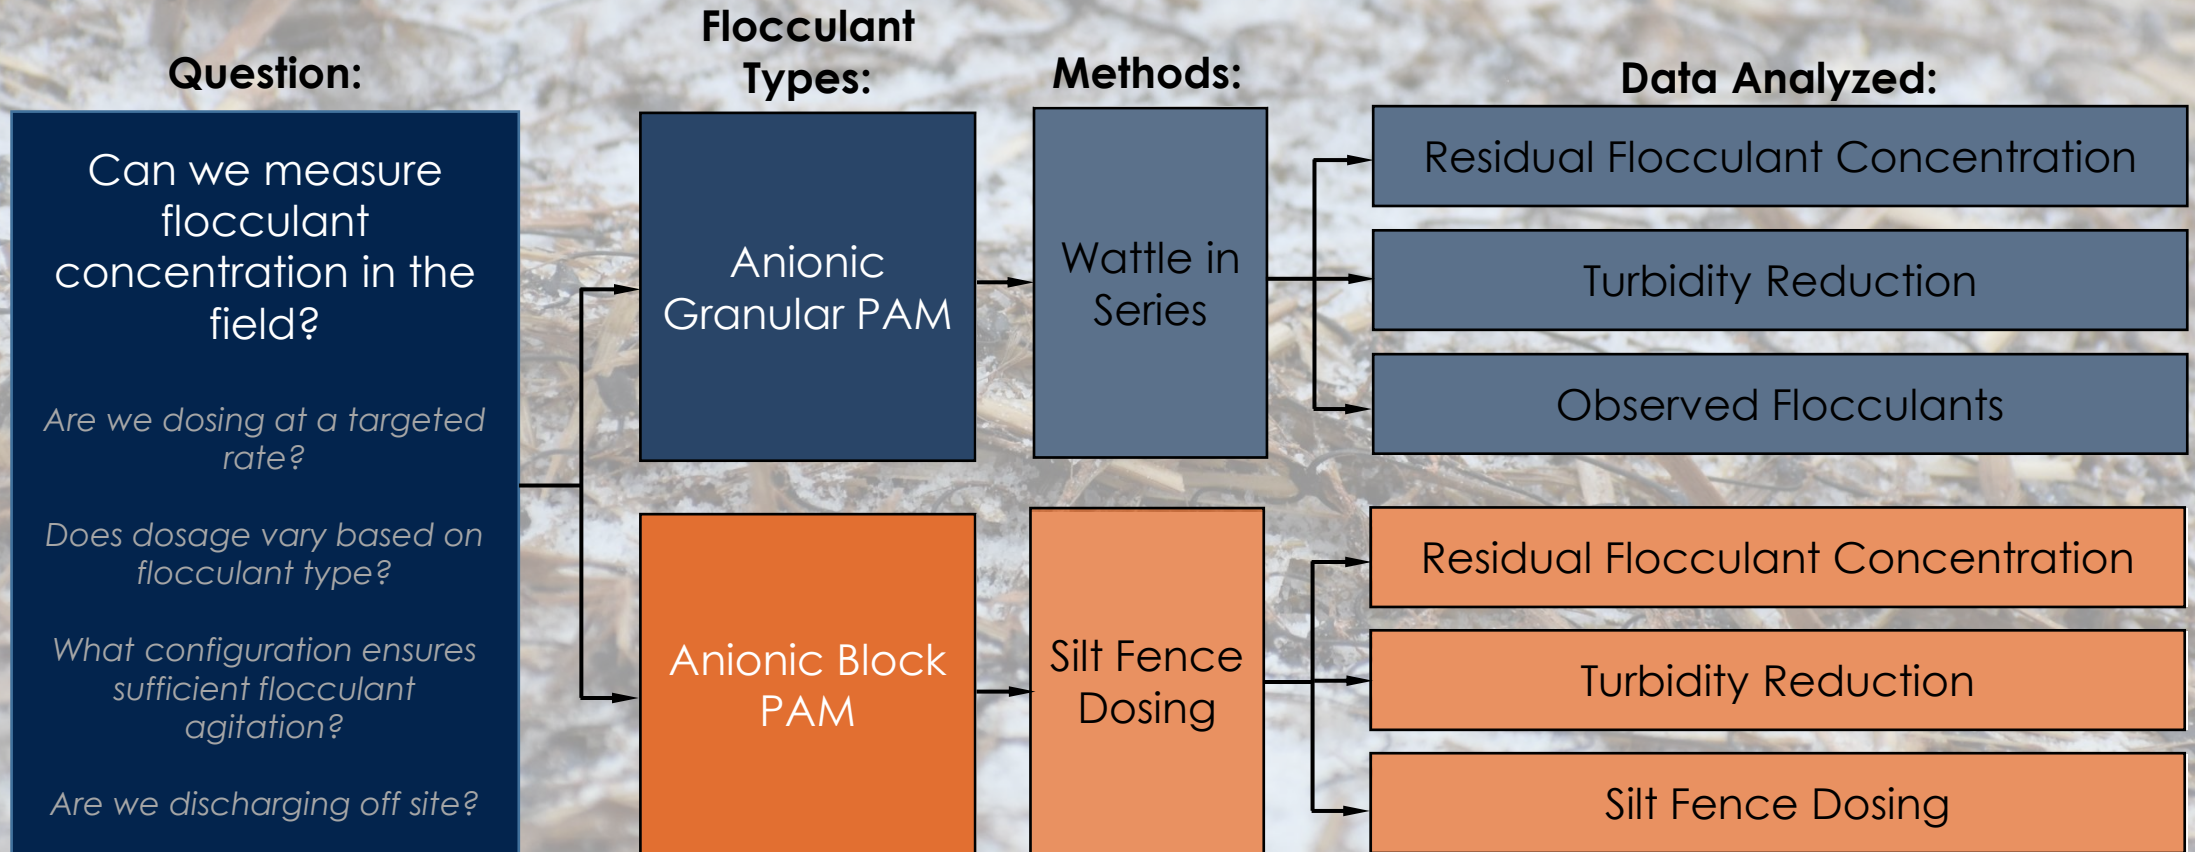 Question:
Flocculant
Types:
Methods:
Data Analyzed:
Can we measure
flocculant
concentration in the
field?
Are we dosing at a targeted
rate?
Does dosage vary based on
flocculant type?
What configuration ensures
sufficient flocculant
agitation?
Are we discharging off site?
Anionic
Granular PAM
Wattle in
Series
Residual Flocculant Concentration
Turbidity Reduction
Observed Flocculants
Anionic Block
PAM
Silt Fence
Dosing
Residual Flocculant Concentration
Turbidity Reduction
Silt Fence Dosing